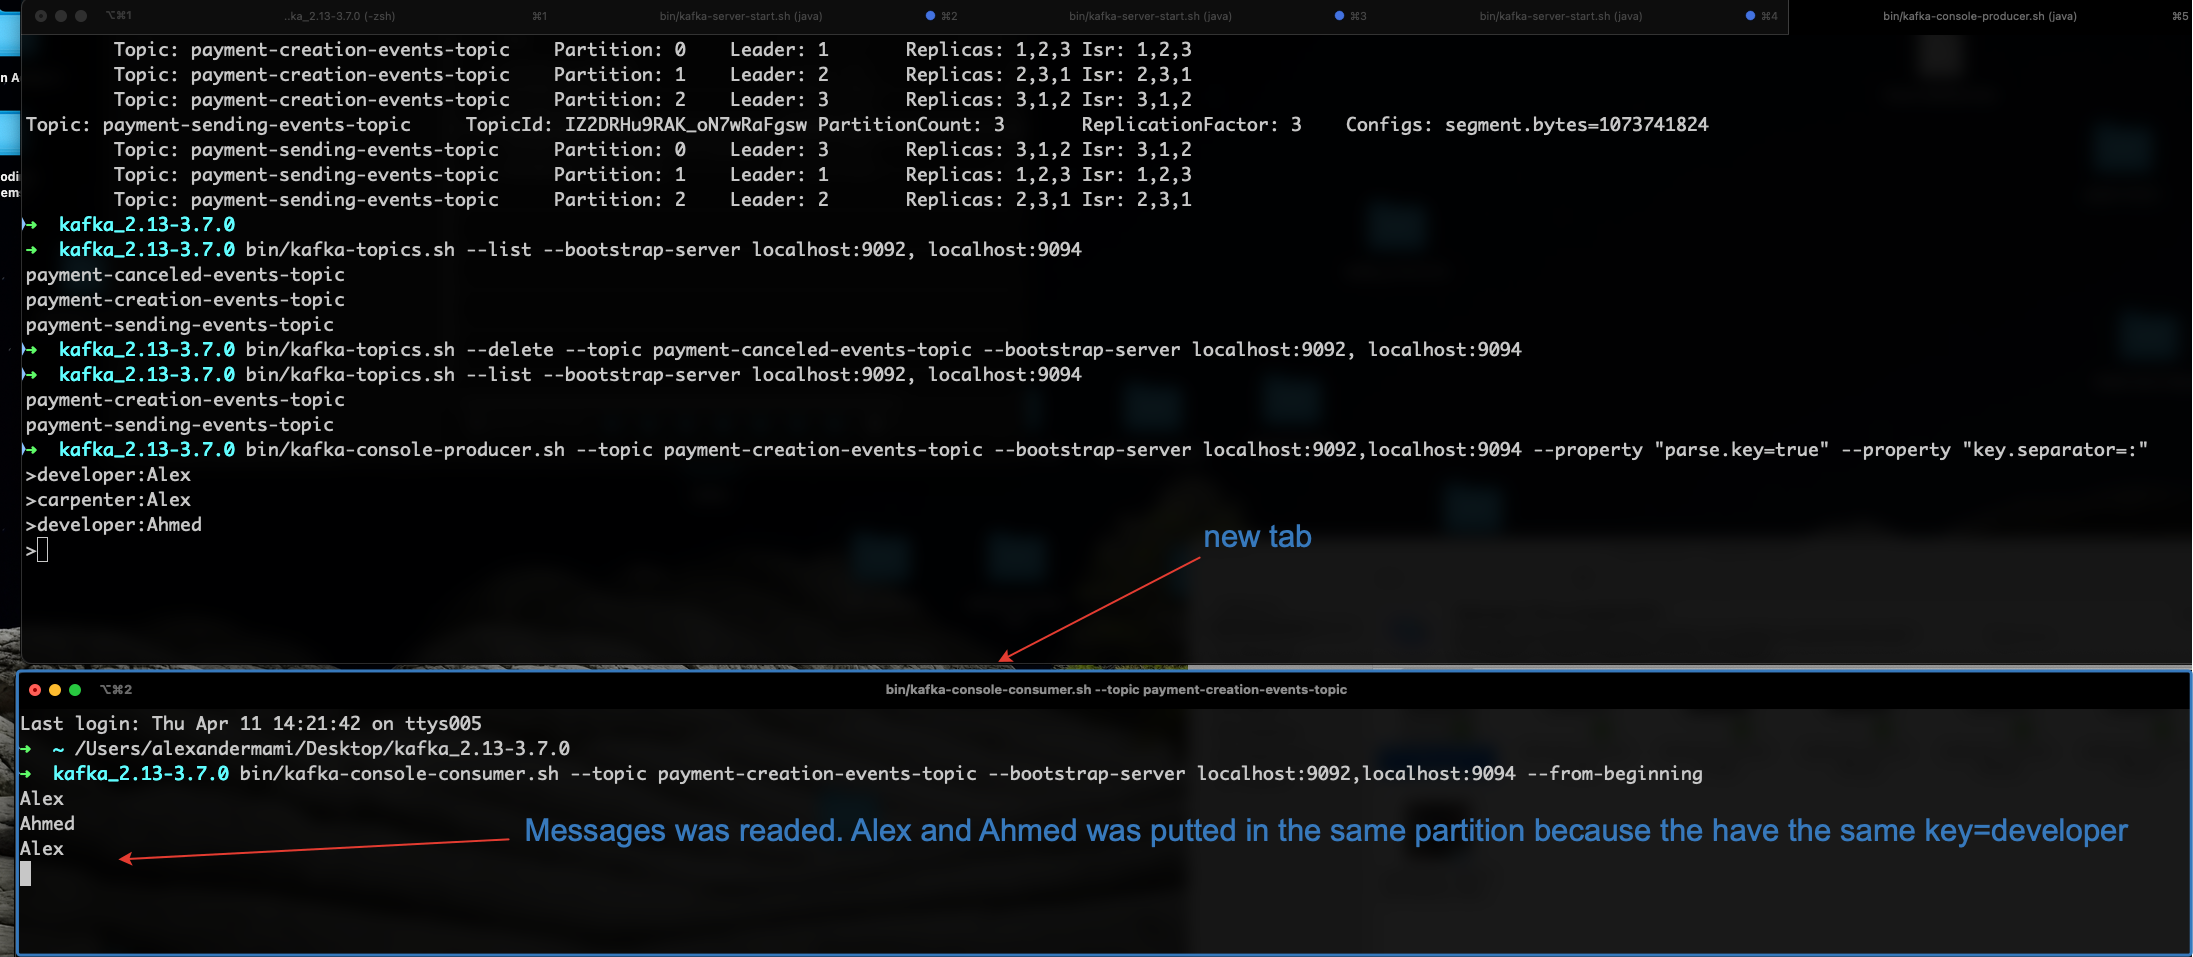 ⌥⌘1 ..ka_2.13-3.7.0 (-zsh) ⌘1 bin/kafka-server-start.sh (java) ⌘2 bin/kafka-server-start.sh (java) ⌘3 bin/kafka-server-start.sh (java) ⌘4 bin/kafka-console-producer.sh (java) ⌘5
Topic: payment-creation-events-topic Partition: 0 Leader: 1 Replicas: 1,2,3 Isr: 1,2,3
Topic: payment-creation-events-topic Partition: 1 Leader: 2 Replicas: 2,3,1 Isr: 2,3,1
Topic: payment-creation-events-topic Partition: 2 Leader: 3 Replicas: 3,1,2 Isr: 3,1,2
Topic: payment-sending-events-topic TopicId: IZ2DRHu9RAK_oN7wRaFgsw PartitionCount: 3 ReplicationFactor: 3 Configs: segment.bytes=1073741824
Topic: payment-sending-events-topic Partition: 0 Leader: 3 Replicas: 3,1,2 Isr: 3,1,2
Topic: payment-sending-events-topic Partition: 1 Leader: 1 Replicas: 1,2,3 Isr: 1,2,3
Topic: payment-sending-events-topic Partition: 2 Leader: 2 Replicas: 2,3,1 Isr: 2,3,1
➜ kafka_2.13-3.7.0
➜ kafka_2.13-3.7.0 bin/kafka-topics.sh --list --bootstrap-server localhost:9092, localhost:9094
payment-canceled-events-topic
payment-creation-events-topic
payment-sending-events-topic
➜ kafka_2.13-3.7.0 bin/kafka-topics.sh --delete --topic payment-canceled-events-topic --bootstrap-server localhost:9092, localhost:9094
➜ kafka_2.13-3.7.0 bin/kafka-topics.sh --list --bootstrap-server localhost:9092, localhost:9094
payment-creation-events-topic
payment-sending-events-topic
➜ kafka_2.13-3.7.0 bin/kafka-console-producer.sh --topic payment-creation-events-topic --bootstrap-server localhost:9092,localhost:9094 --property "parse.key=true" --property "key.separator=:"
>developer:Alex
>carpenter:Alex
>developer:Ahmed
>
new tab
⌥⌘2 bin/kafka-console-consumer.sh --topic payment-creation-events-topic
Last login: Thu Apr 11 14:21:42 on ttys005
➜ ~ /Users/alexandermami/Desktop/kafka_2.13-3.7.0
➜ kafka_2.13-3.7.0 bin/kafka-console-consumer.sh --topic payment-creation-events-topic --bootstrap-server localhost:9092,localhost:9094 --from-beginning
Alex
Ahmed
Alex
Messages was readed. Alex and Ahmed was putted in the same partition because the have the same key=developer